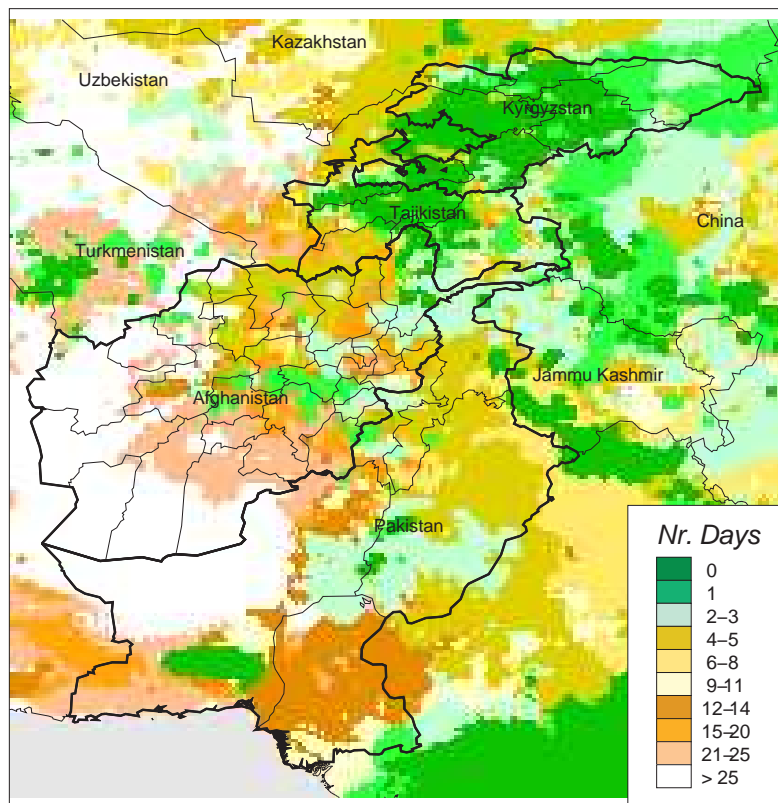 Kazakhstan
Uzbekistan
Kyrgyzstan
Tajikistan
China
Turkmenistan
Jammu Kashmir
Afghanistan
Pakistan
Nr. Days
0
1
2–3
4–5
6–8
9–11
12–14
15–20
21–25
> 25